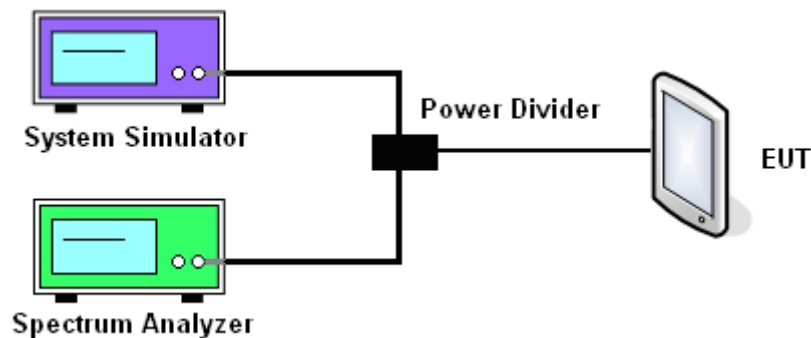 System Simulator
Power Divider
EUT
Spectrum Analyzer